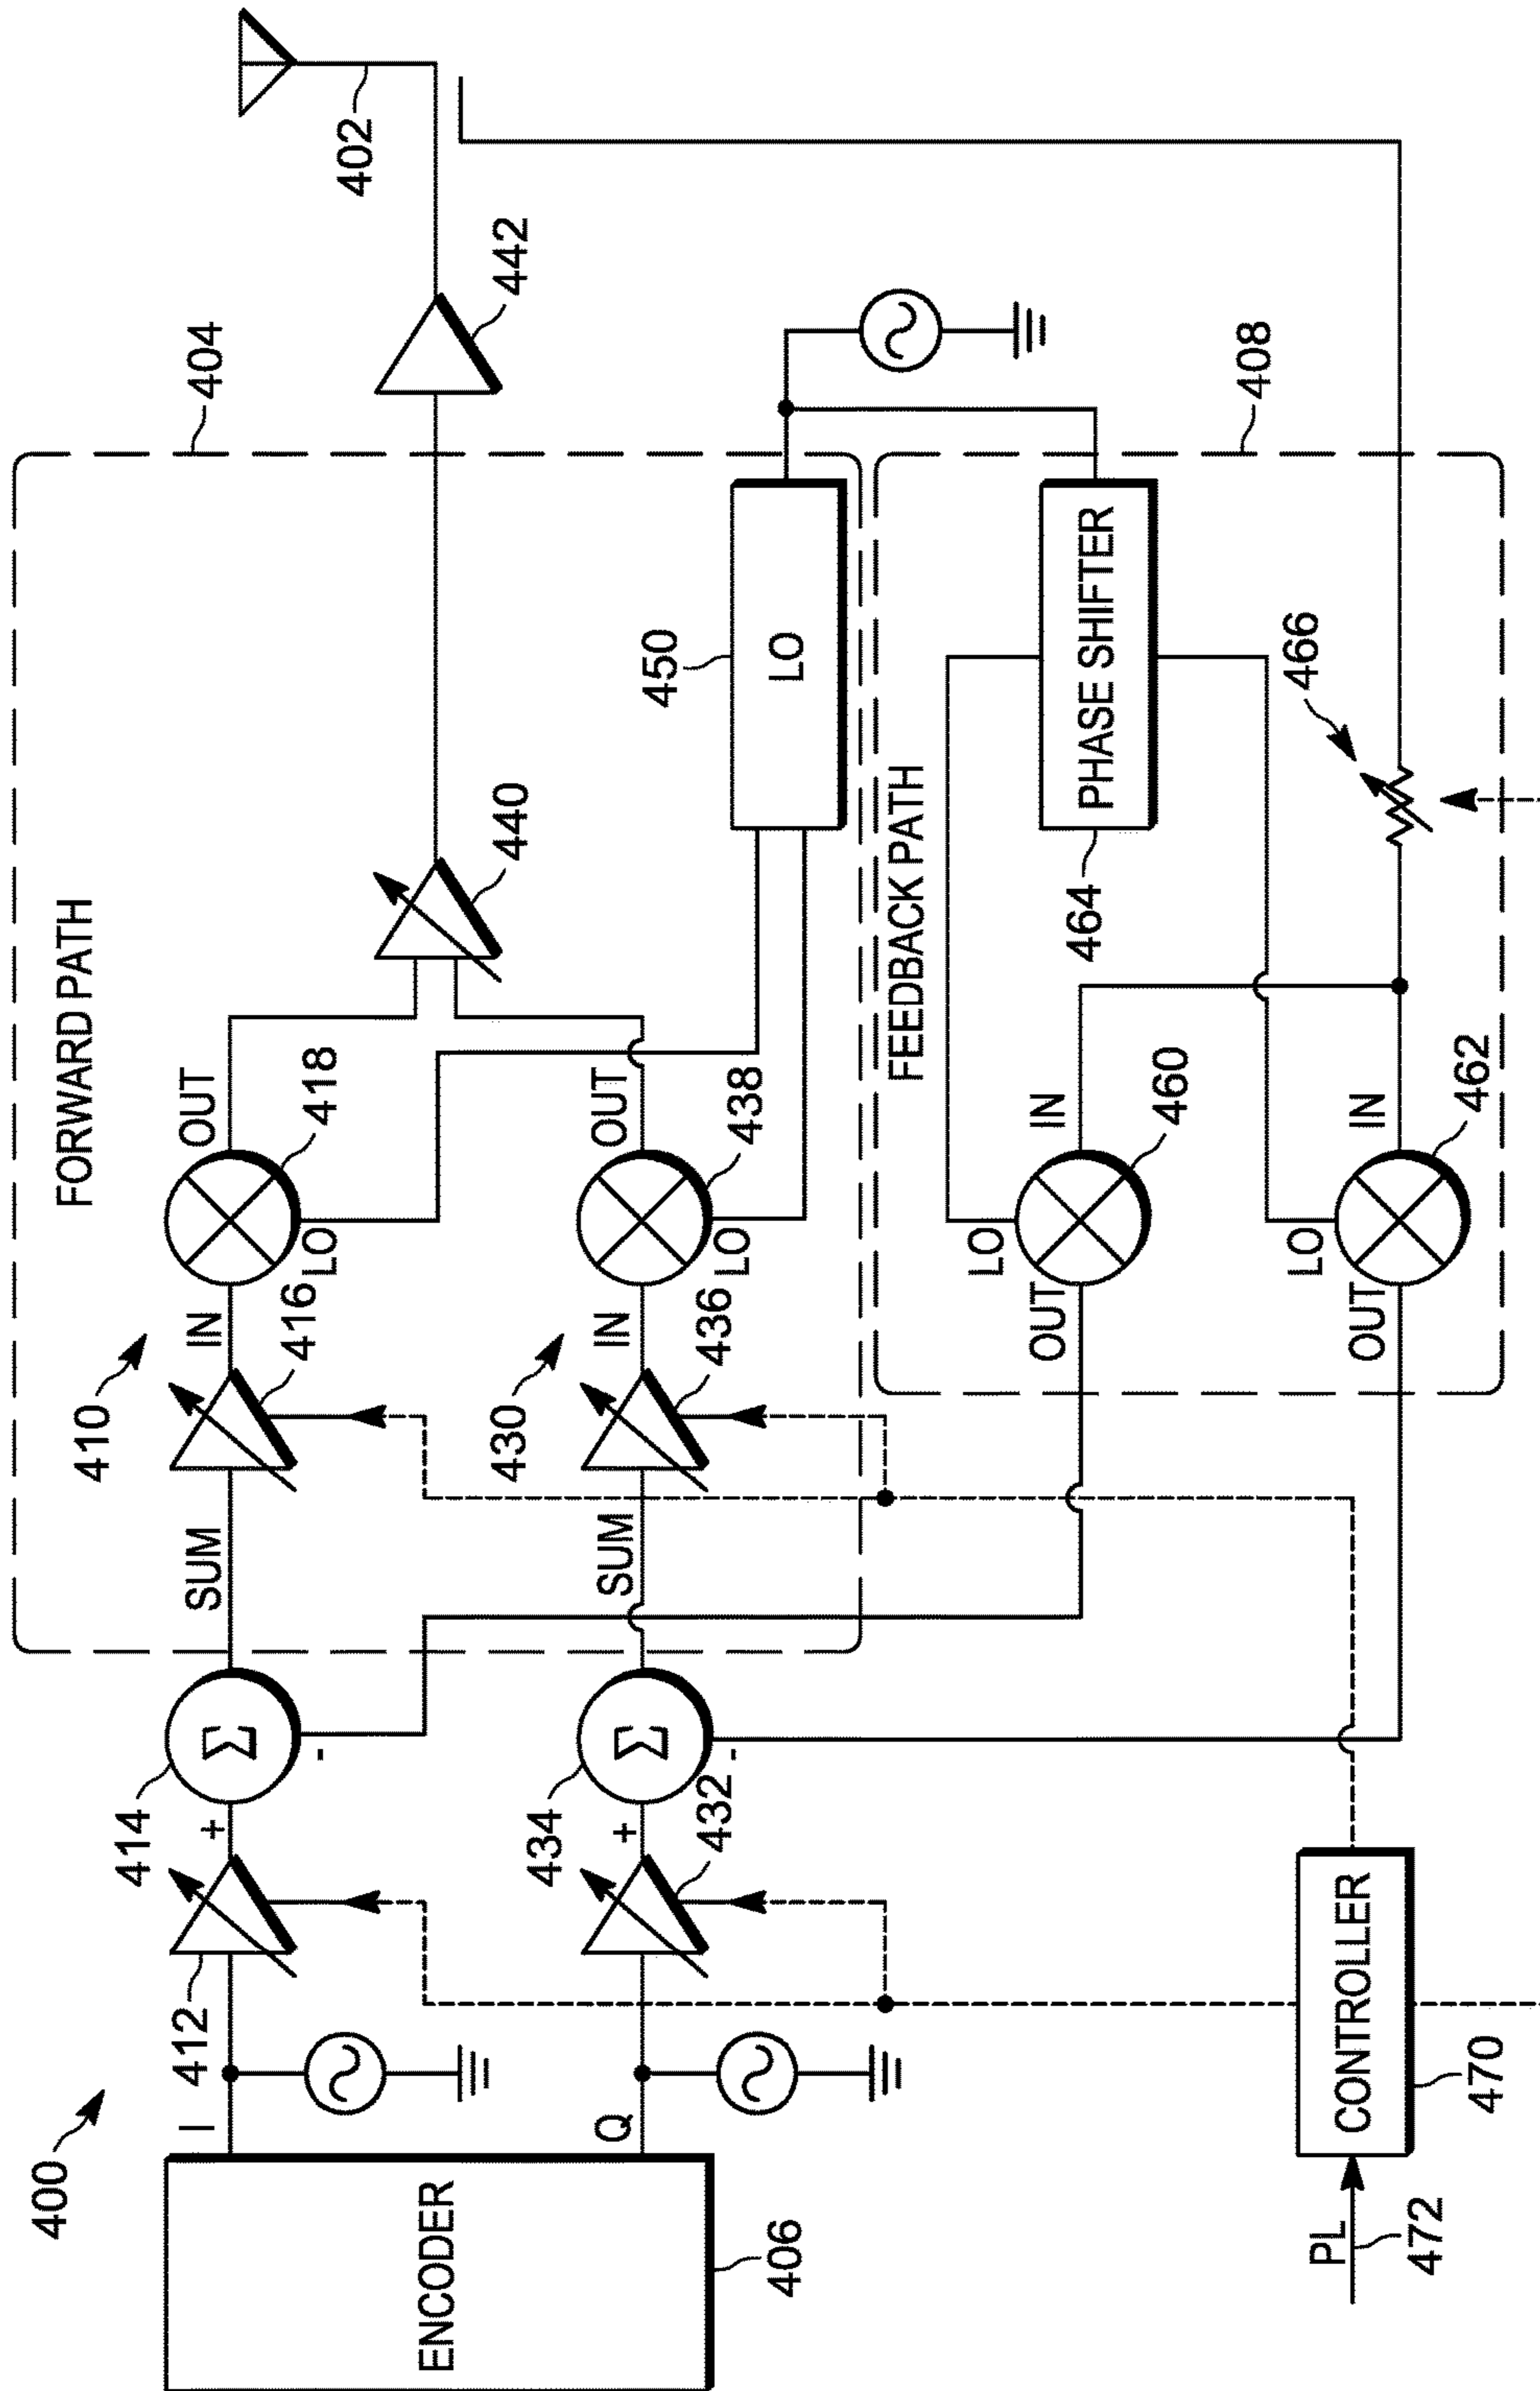 400
ENCODER
406
I
Q
412
+
414
-
SUM
410
416
IN
418
LO
OUT
FORWARD PATH
404
440
442
402
434
+
432
-
SUM
430
436
IN
438
LO
OUT
450
LO
FEEDBACK PATH
408
OUT
LO
460
IN
464
PHASE SHIFTER
OUT
LO
462
IN
466
PL
472
CONTROLLER
470
Σ
Σ